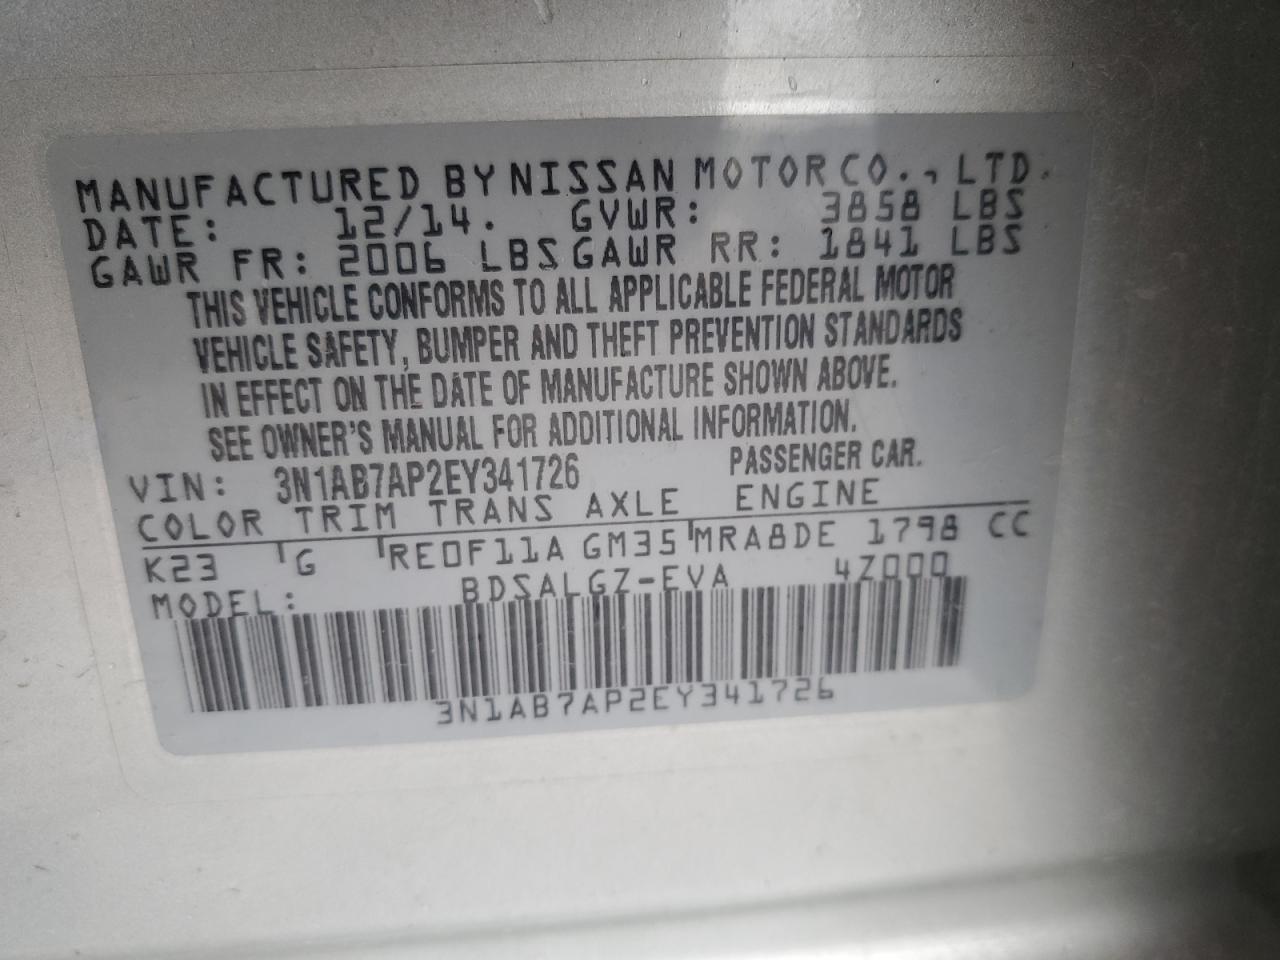 MANUFACTURED BY NISSAN MOTOR CO., LTD.
DATE: 12/14. GVWR: 3858 LBS
GAWR FR: 2006 LBS GAWR RR: 1841 LBS
THIS VEHICLE CONFORMS TO ALL APPLICABLE FEDERAL MOTOR
VEHICLE SAFETY, BUMPER AND THEFT PREVENTION STANDARDS
IN EFFECT ON THE DATE OF MANUFACTURE SHOWN ABOVE.
SEE OWNER'S MANUAL FOR ADDITIONAL INFORMATION.
VIN: 3N1AB7AP2EY341726 PASSENGER CAR.
COLOR TRIM TRANS AXLE ENGINE
K23 G RE0F11A GM35 MRA8DE 1798 CC
MODEL: BDSALGZ-EVA 4Z000
3N1AB7AP2EY341726